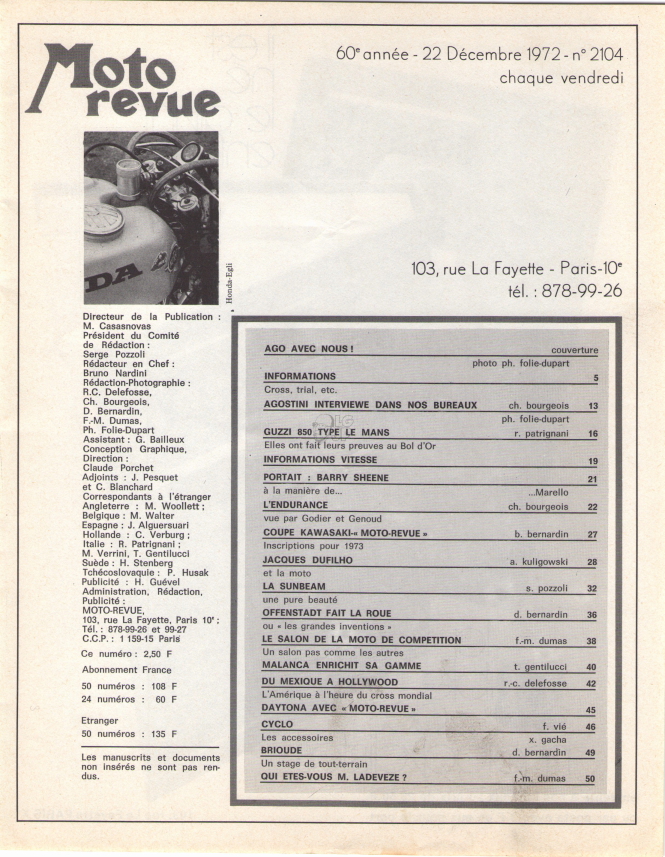 Moto revue
60e année - 22 Décembre 1972 - n° 2104
chaque vendredi
Honda-Egli
103, rue La Fayette - Paris-10e
tél. : 878-99-26
Directeur de la Publication :
M. Casasnovas
Président du Comité
de Rédaction :
Serge Pozzoli
Rédacteur en Chef :
Bruno Nardini
Rédaction-Photographie :
R.C. Delefosse,
Ch. Bourgeois,
D. Bernardin,
F.-M. Dumas,
Ph. Folie-Dupart
Assistant : G. Bailleux
Conception Graphique,
Direction :
Claude Porchet
Adjoints : J. Pesquet
et C. Blanchard
Correspondants à l'étranger
Angleterre : M. Woollett ;
Belgique : M. Walter
Espagne : J. Alguersuari
Hollande : C. Verburg ;
Italie : R. Patrignani ;
M. Verrini, T. Gentilucci
Suède : H. Stenberg
Tchécoslovaquie : P. Husak
Publicité : H. Guével
Administration, Rédaction,
Publicité :
MOTO-REVUE,
103, rue La Fayette, Paris 10e ;
Tél. : 878-99-26 et 99-27
C.C.P. : 1 159-15 Paris
Ce numéro : 2,50 F
Abonnement France
50 numéros : 108 F
24 numéros : 60 F
Etranger
50 numéros : 135 F
Les manuscrits et documents
non insérés ne sont pas ren-
dus.
AGO AVEC NOUS ! couverture
photo ph. folie-dupart
INFORMATIONS 5
Cross, trial, etc.
AGOSTINI INTERVIEWE DANS NOS BUREAUX ch. bourgeois 13
ph. folie-dupart
GUZZI 850 TYPE LE MANS r. patrignani 16
Elles ont fait leurs preuves au Bol d'Or
INFORMATIONS VITESSE 19
PORTAIT : BARRY SHEENE 21
à la manière de... ...Marello
L'ENDURANCE ch. bourgeois 22
vue par Godier et Genoud
COUPE KAWASAKI-« MOTO-REVUE » b. bernardin 27
Inscriptions pour 1973
JACQUES DUFILHO a. kuligowski 28
et la moto
LA SUNBEAM s. pozzoli 32
une pure beauté
OFFENSTADT FAIT LA ROUE d. bernardin 36
ou « les grandes inventions »
LE SALON DE LA MOTO DE COMPETITION f.-m. dumas 38
Un salon pas comme les autres
MALANCA ENRICHIT SA GAMME t. gentilucci 40
DU MEXIQUE A HOLLYWOOD r.-c. delefosse 42
L'Amérique à l'heure du cross mondial
DAYTONA AVEC « MOTO-REVUE » 45
CYCLO f. vié 46
Les accessoires x. gacha
BRIOUDE d. bernardin 49
Un stage de tout-terrain
QUI ETES-VOUS M. LADEVEZE ? f.-m. dumas 50